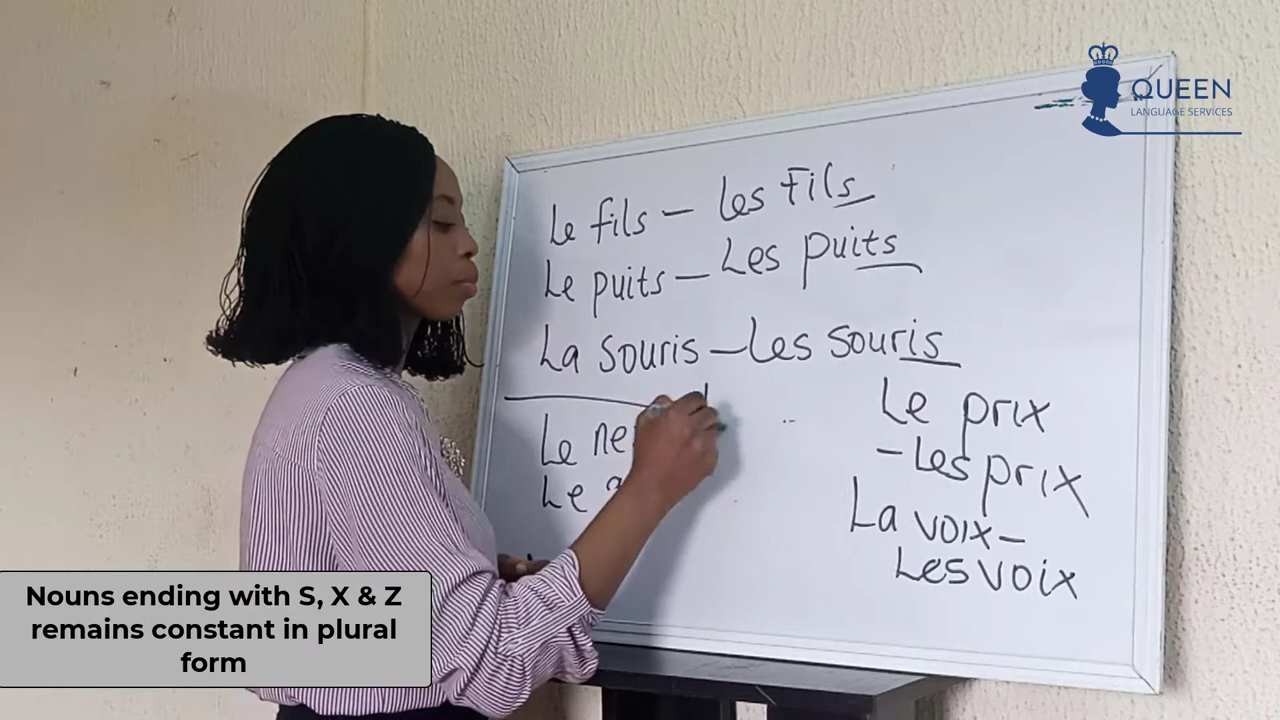 QUEEN
LANGUAGE SERVICES
Le fils – Les Fils
Le puits – Les puits
La souris – Les souris
Le
Le
Le prix
– Les prix
La voix –
Les voix
Nouns ending with S, X & Z
remains constant in plural
form